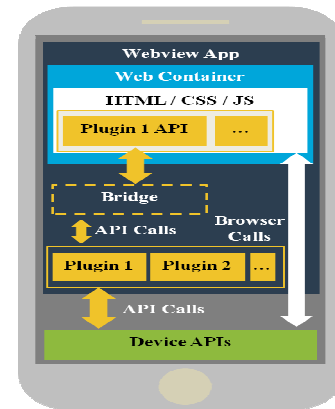 Webview App
Web Container
HTML / CSS / JS
Plugin 1 API
...
Bridge
API Calls
Browser
Calls
Plugin 1
Plugin 2
...
API Calls
Device APIs